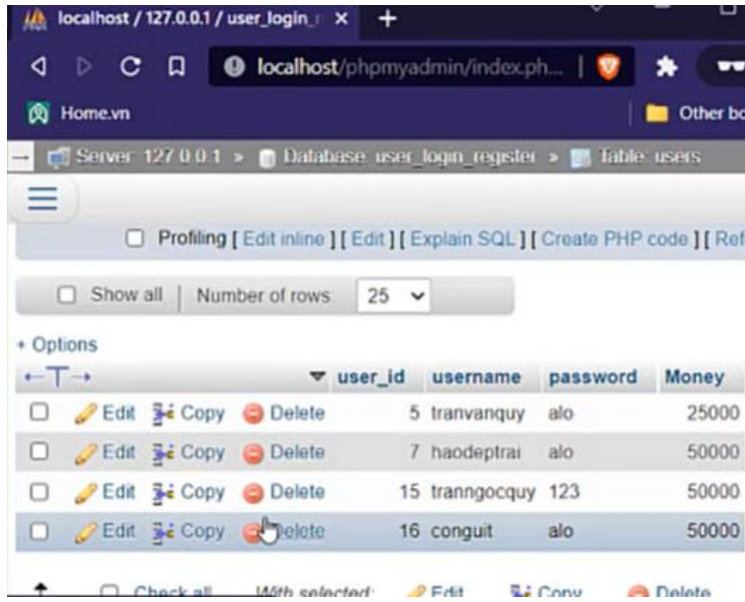 localhost / 127.0.0.1 / user_login_r
localhost/phpmyadmin/index.ph...
Home.vn Other bo
Server: 127.0.0.1 » Database: user_login_register » Table: users
Profiling [ Edit inline ] [ Edit ] [ Explain SQL ] [ Create PHP code ] [ Ref
Show all | Number of rows: 25
+ Options
←T→ user_id username password Money
Edit Copy Delete 5 tranvanquy alo 25000
Edit Copy Delete 7 haodeptrai alo 50000
Edit Copy Delete 15 tranngocquy 123 50000
Edit Copy Delete 16 conguit alo 50000
Check all With selected: Edit Copy Delete